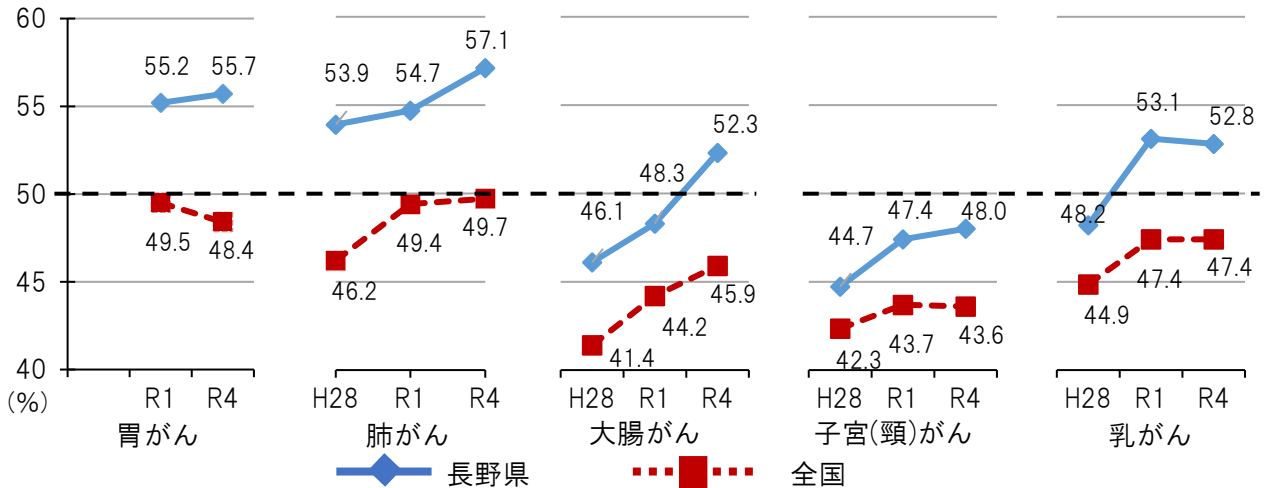 60
55
50
45
40
(%)
55.2 55.7
49.5 48.4
R1 R4
胃がん
53.9 54.7 57.1
46.2 49.4 49.7
H28 R1 R4
肺がん
46.1 48.3 52.3
41.4 44.2 45.9
H28 R1 R4
大腸がん
44.7 47.4 48.0
42.3 43.7 43.6
H28 R1 R4
子宮(頸)がん
48.2 53.1 52.8
44.9 47.4 47.4
H28 R1 R4
乳がん
長野県 全国